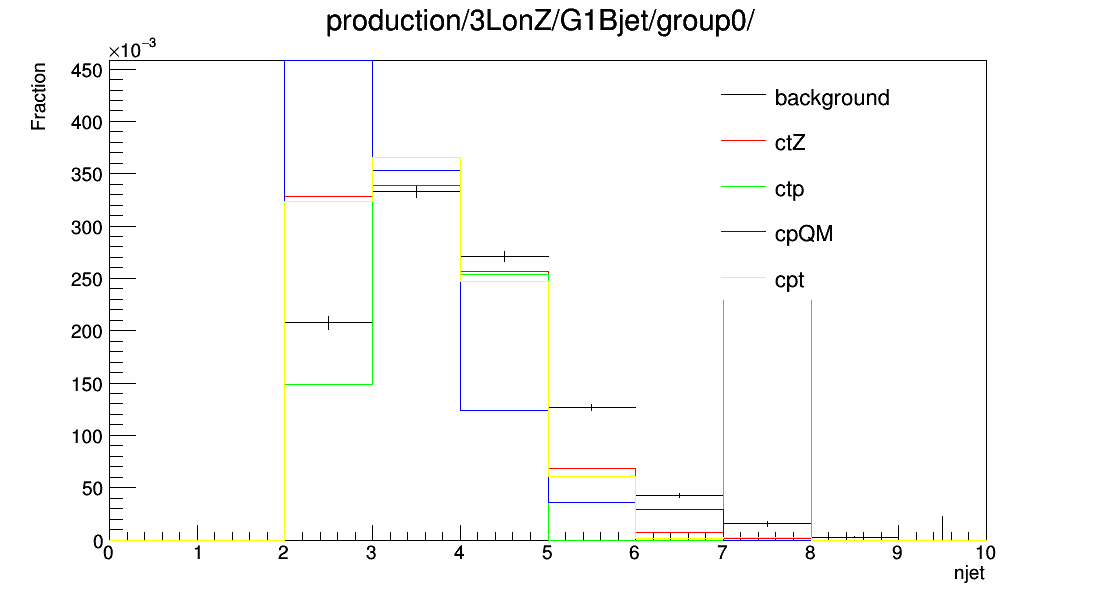 production/3LonZ/G1Bjet/group0/
×10⁻³
Fraction
450
400
350
300
250
200
150
100
50
0
background
ctZ
ctp
cpQM
cpt
0 1 2 3 4 5 6 7 8 9 10
njet